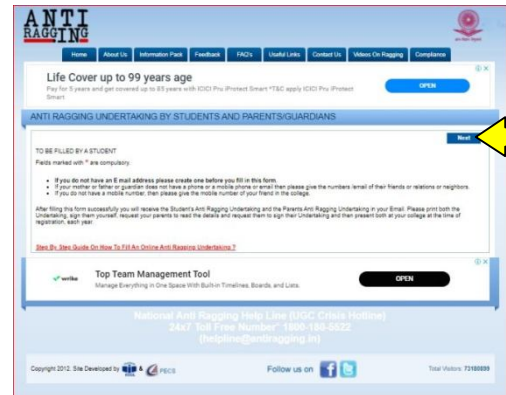 ANTI
RAGGING
Home About Us Information Pack Feedback FAQ's Useful Links Contact Us Videos On Ragging Compliance
Life Cover up to 99 years age
Pay for 5 years and get covered up to 85 years with ICICI Pru iProtect Smart *T&C apply ICICI Pru iProtect
Smart
OPEN
ANTI RAGGING UNDERTAKING BY STUDENTS AND PARENTS/GUARDIANS
Next
TO BE FILLED BY A STUDENT
Fields marked with * are compulsory.
If you do not have an E mail address please create one before you fill in this form.
If your mother or father or guardian does not have a phone or a mobile phone or email then please give the numbers /email of their friends or relations or neighbors.
If you do not have a mobile number, then please give the mobile number of your friend in the college.
After filling this form successfully you will receive the Student's Anti Ragging Undertaking and the Parents Anti Ragging Undertaking in your Email. Please print both the
Undertaking, sign them yourself, request your parents to read the details and request them to sign their Undertaking and then present both at your college at the time of
registration, each year.
Step By Step Guide On How To Fill An Online Anti Ragging Undertaking ?
wrike
Top Team Management Tool
Manage Everything in One Space With Built-in Timelines, Boards, and Lists.
OPEN
National Anti Ragging Help Line (UGC Crisis Hotline)
24x7 Toll Free Number* 1800-180-5522
(helpline@antiragging.in)
Copyright 2012. Site Developed by & PSCS
Follow us on
Total Visitors: 73180899